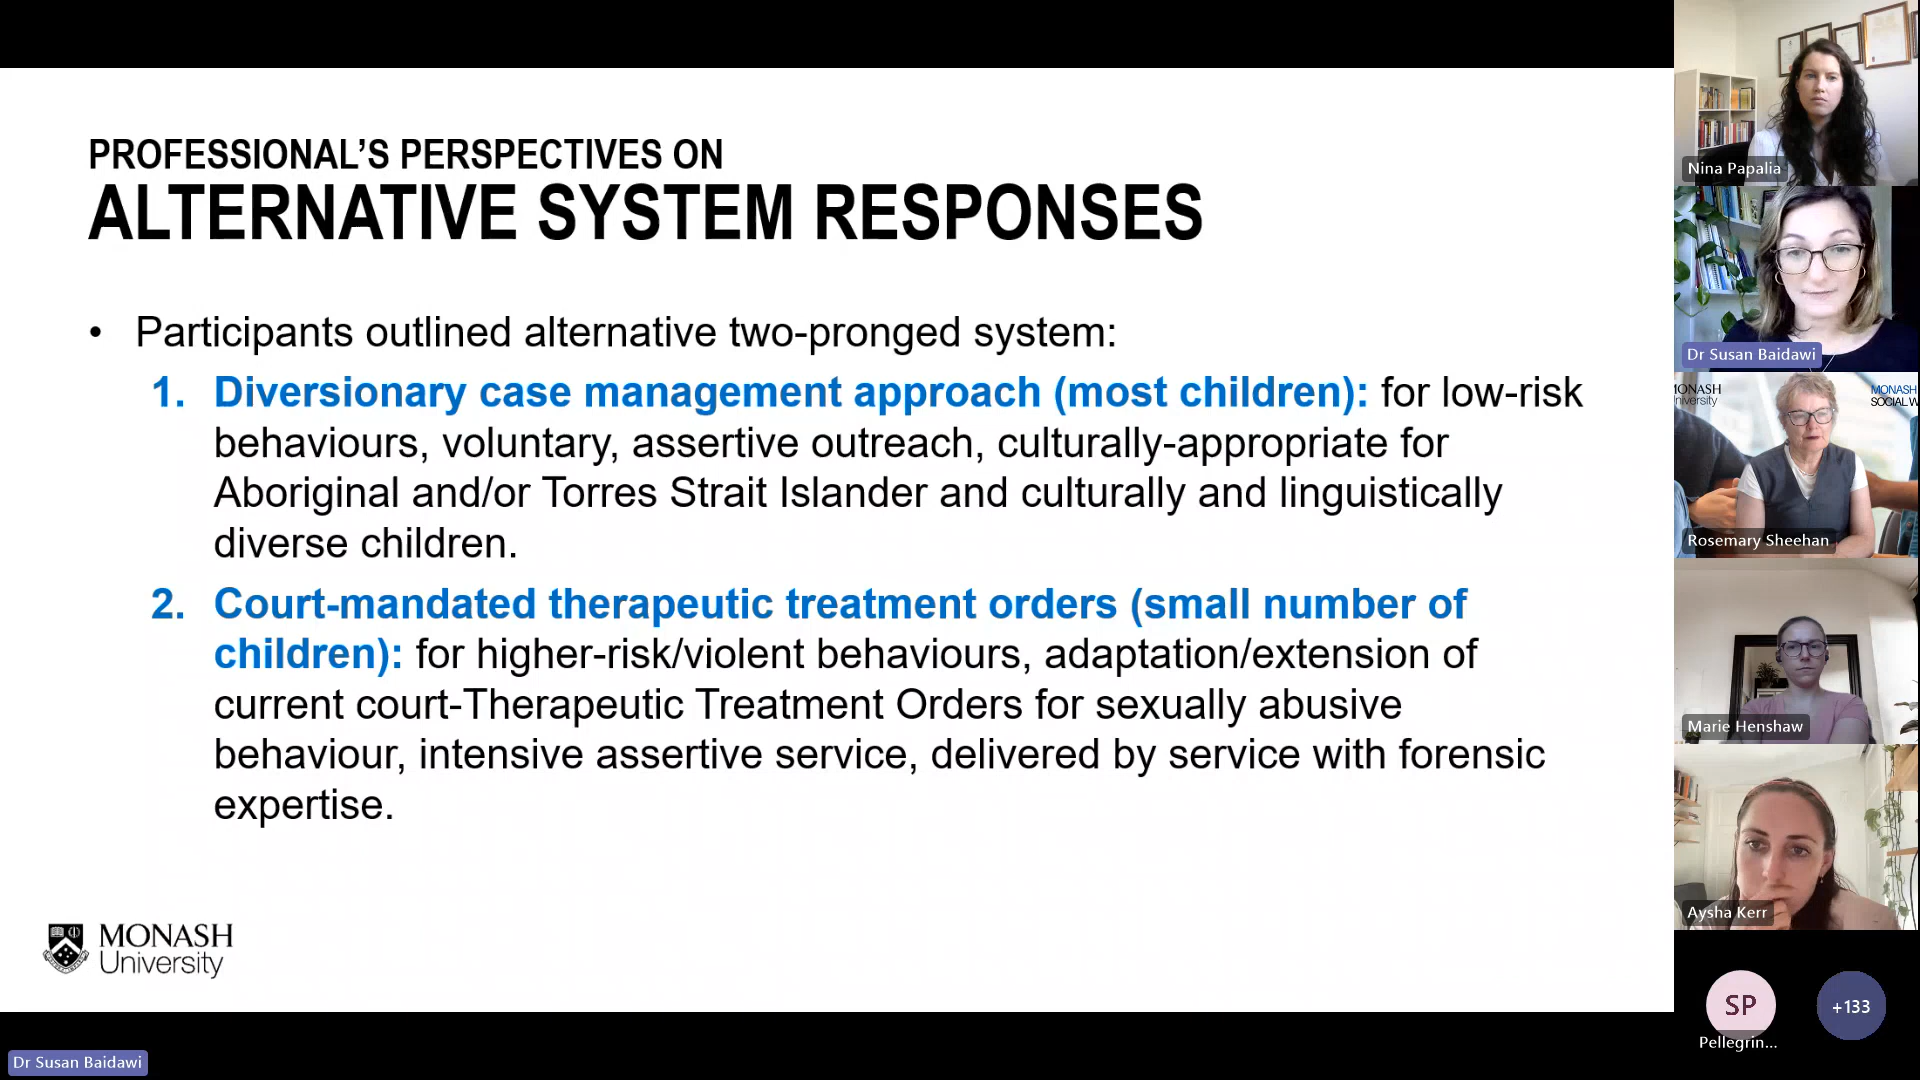 PROFESSIONAL’S PERSPECTIVES ON
ALTERNATIVE SYSTEM RESPONSES
• Participants outlined alternative two-pronged system:
1. Diversionary case management approach (most children): for low-risk
behaviours, voluntary, assertive outreach, culturally-appropriate for
Aboriginal and/or Torres Strait Islander and culturally and linguistically
diverse children.
2. Court-mandated therapeutic treatment orders (small number of
children): for higher-risk/violent behaviours, adaptation/extension of
current court-Therapeutic Treatment Orders for sexually abusive
behaviour, intensive assertive service, delivered by service with forensic
expertise.
MONASH
University
Dr Susan Baidawi
Nina Papalia
Dr Susan Baidawi
MONASH
University
MONASH
SOCIAL W
Rosemary Sheehan
Marie Henshaw
Aysha Kerr
SP
+133
Pellegrin...